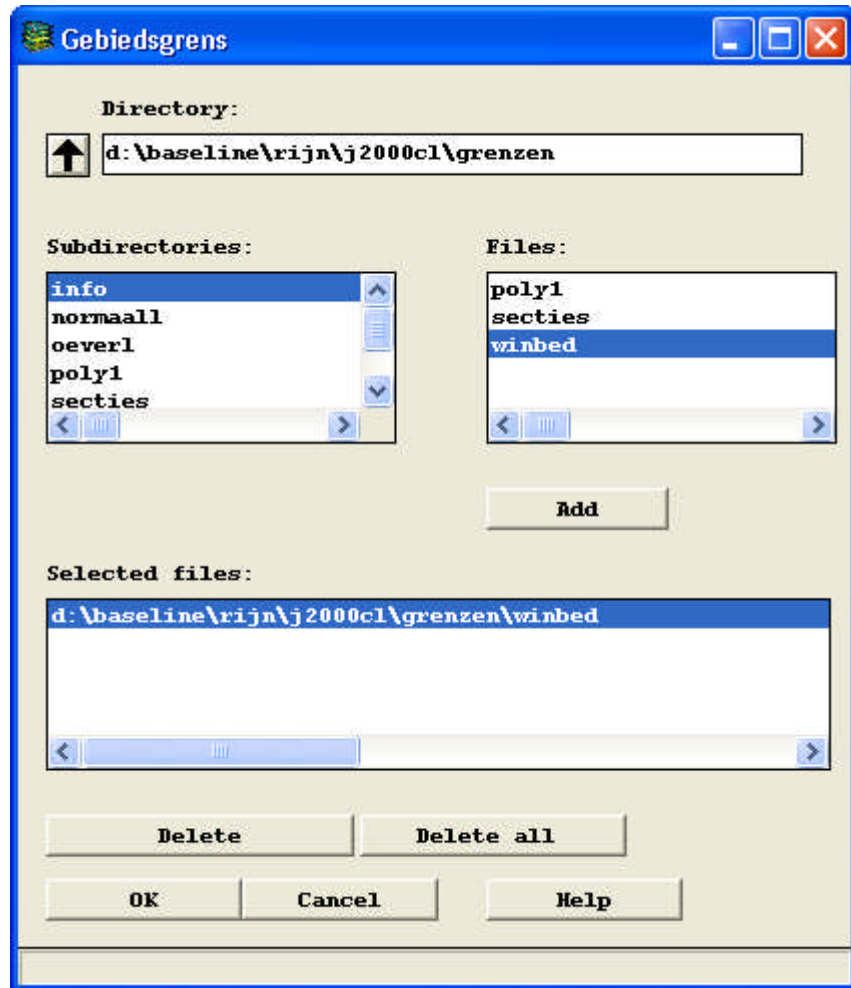 Gebiedsgrens
Directory:
d:\baseline\rijn\j2000cl\grenzen
Subdirectories:
info
normaall
oeverl
poly1
secties
Files:
poly1
secties
winbed
Add
Selected files:
d:\baseline\rijn\j2000cl\grenzen\winbed
Delete
Delete all
OK
Cancel
Help